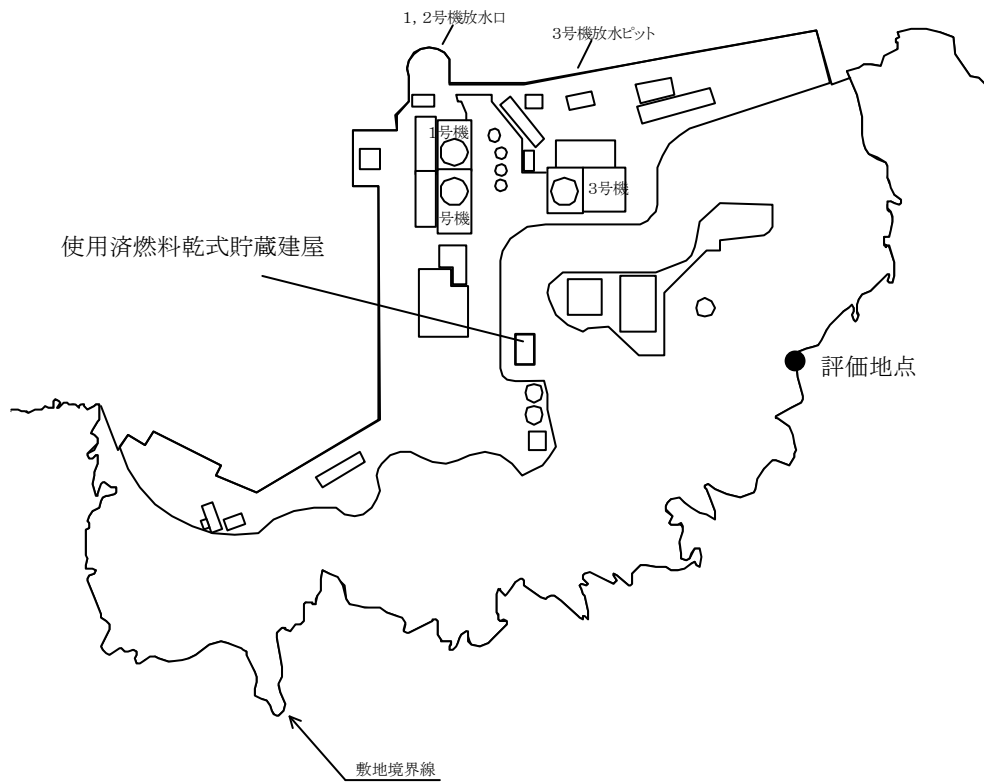 1, 2号機放水口
3号機放水ピット
1号機
3号機
号機
使用済燃料乾式貯蔵建屋
評価地点
敷地境界線